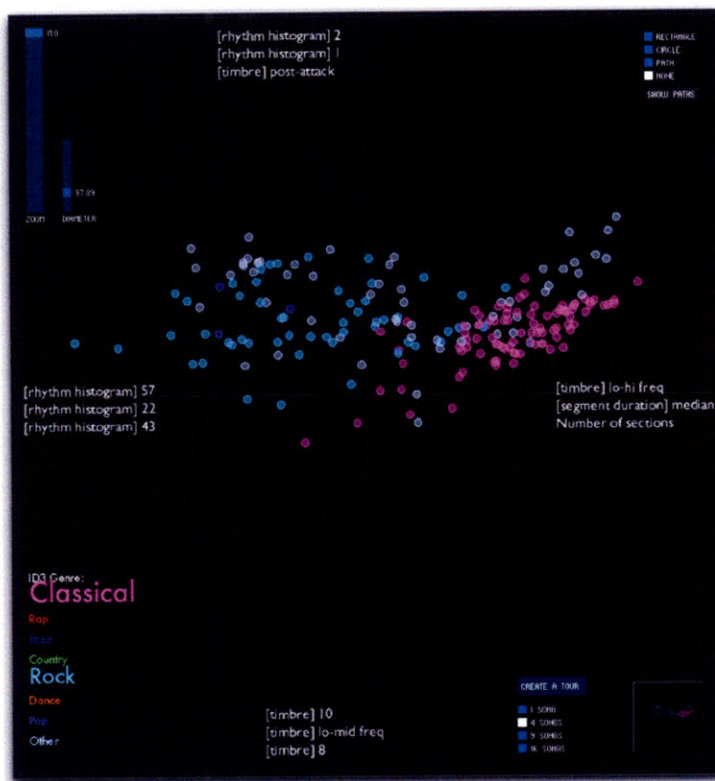 [rhythm histogram] 2
[rhythm histogram] 1
[timbre] post-attack
RECTANGLE
CIRCLE
PATH
NONE
SHOW PATHS
97.89
ZOOM
DIAMETER
[rhythm histogram] 57
[rhythm histogram] 22
[rhythm histogram] 43
[timbre] lo-hi freq
[segment duration] median
Number of sections
ID3 Genre:
Classical
Rap
Jazz
Country
Rock
Dance
Pop
Other
[timbre] 10
[timbre] lo-mid freq
[timbre] 8
CREATE A TOUR
1 SONG
4 SONGS
9 SONGS
16 SONGS